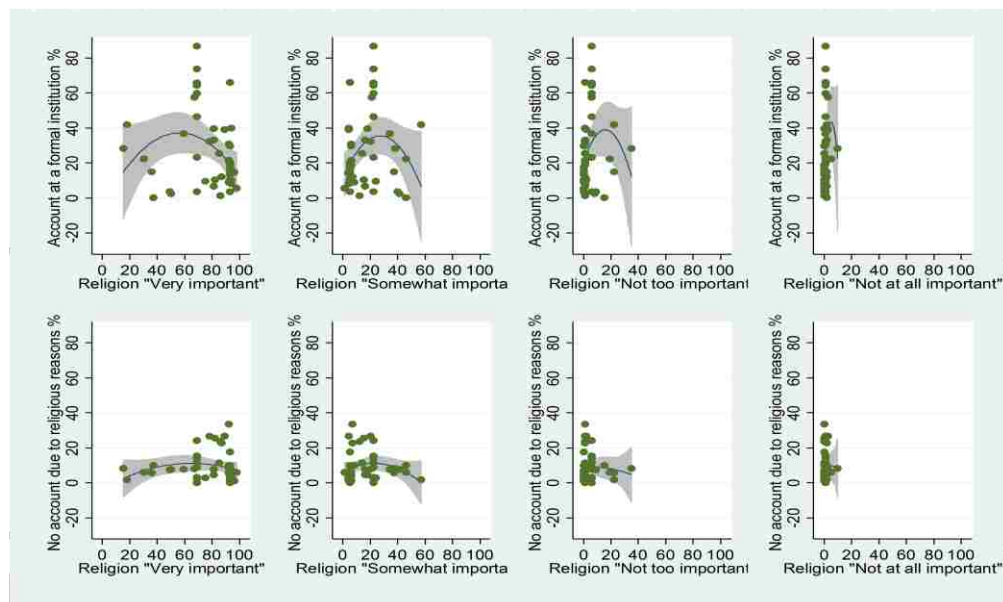 Account at a formal institution %
-20 0 20 40 60 80
0 20 40 60 80 100
Religion "Very important"
Account at a formal institution %
-20 0 20 40 60 80
0 20 40 60 80 100
Religion "Somewhat importa
Account at a formal institution %
-20 0 20 40 60 80
0 20 40 60 80 100
Religion "Not too important
Account at a formal institution %
-20 0 20 40 60 80
0 20 40 60 80 100
Religion "Not at all important"
No account due to religious reasons %
-20 0 20 40 60 80
0 20 40 60 80 100
Religion "Very important"
No account due to religious reasons %
-20 0 20 40 60 80
0 20 40 60 80 100
Religion "Somewhat importa
No account due to religious reasons %
-20 0 20 40 60 80
0 20 40 60 80 100
Religion "Not too important
No account due to religious reasons %
-20 0 20 40 60 80
0 20 40 60 80 100
Religion "Not at all important"